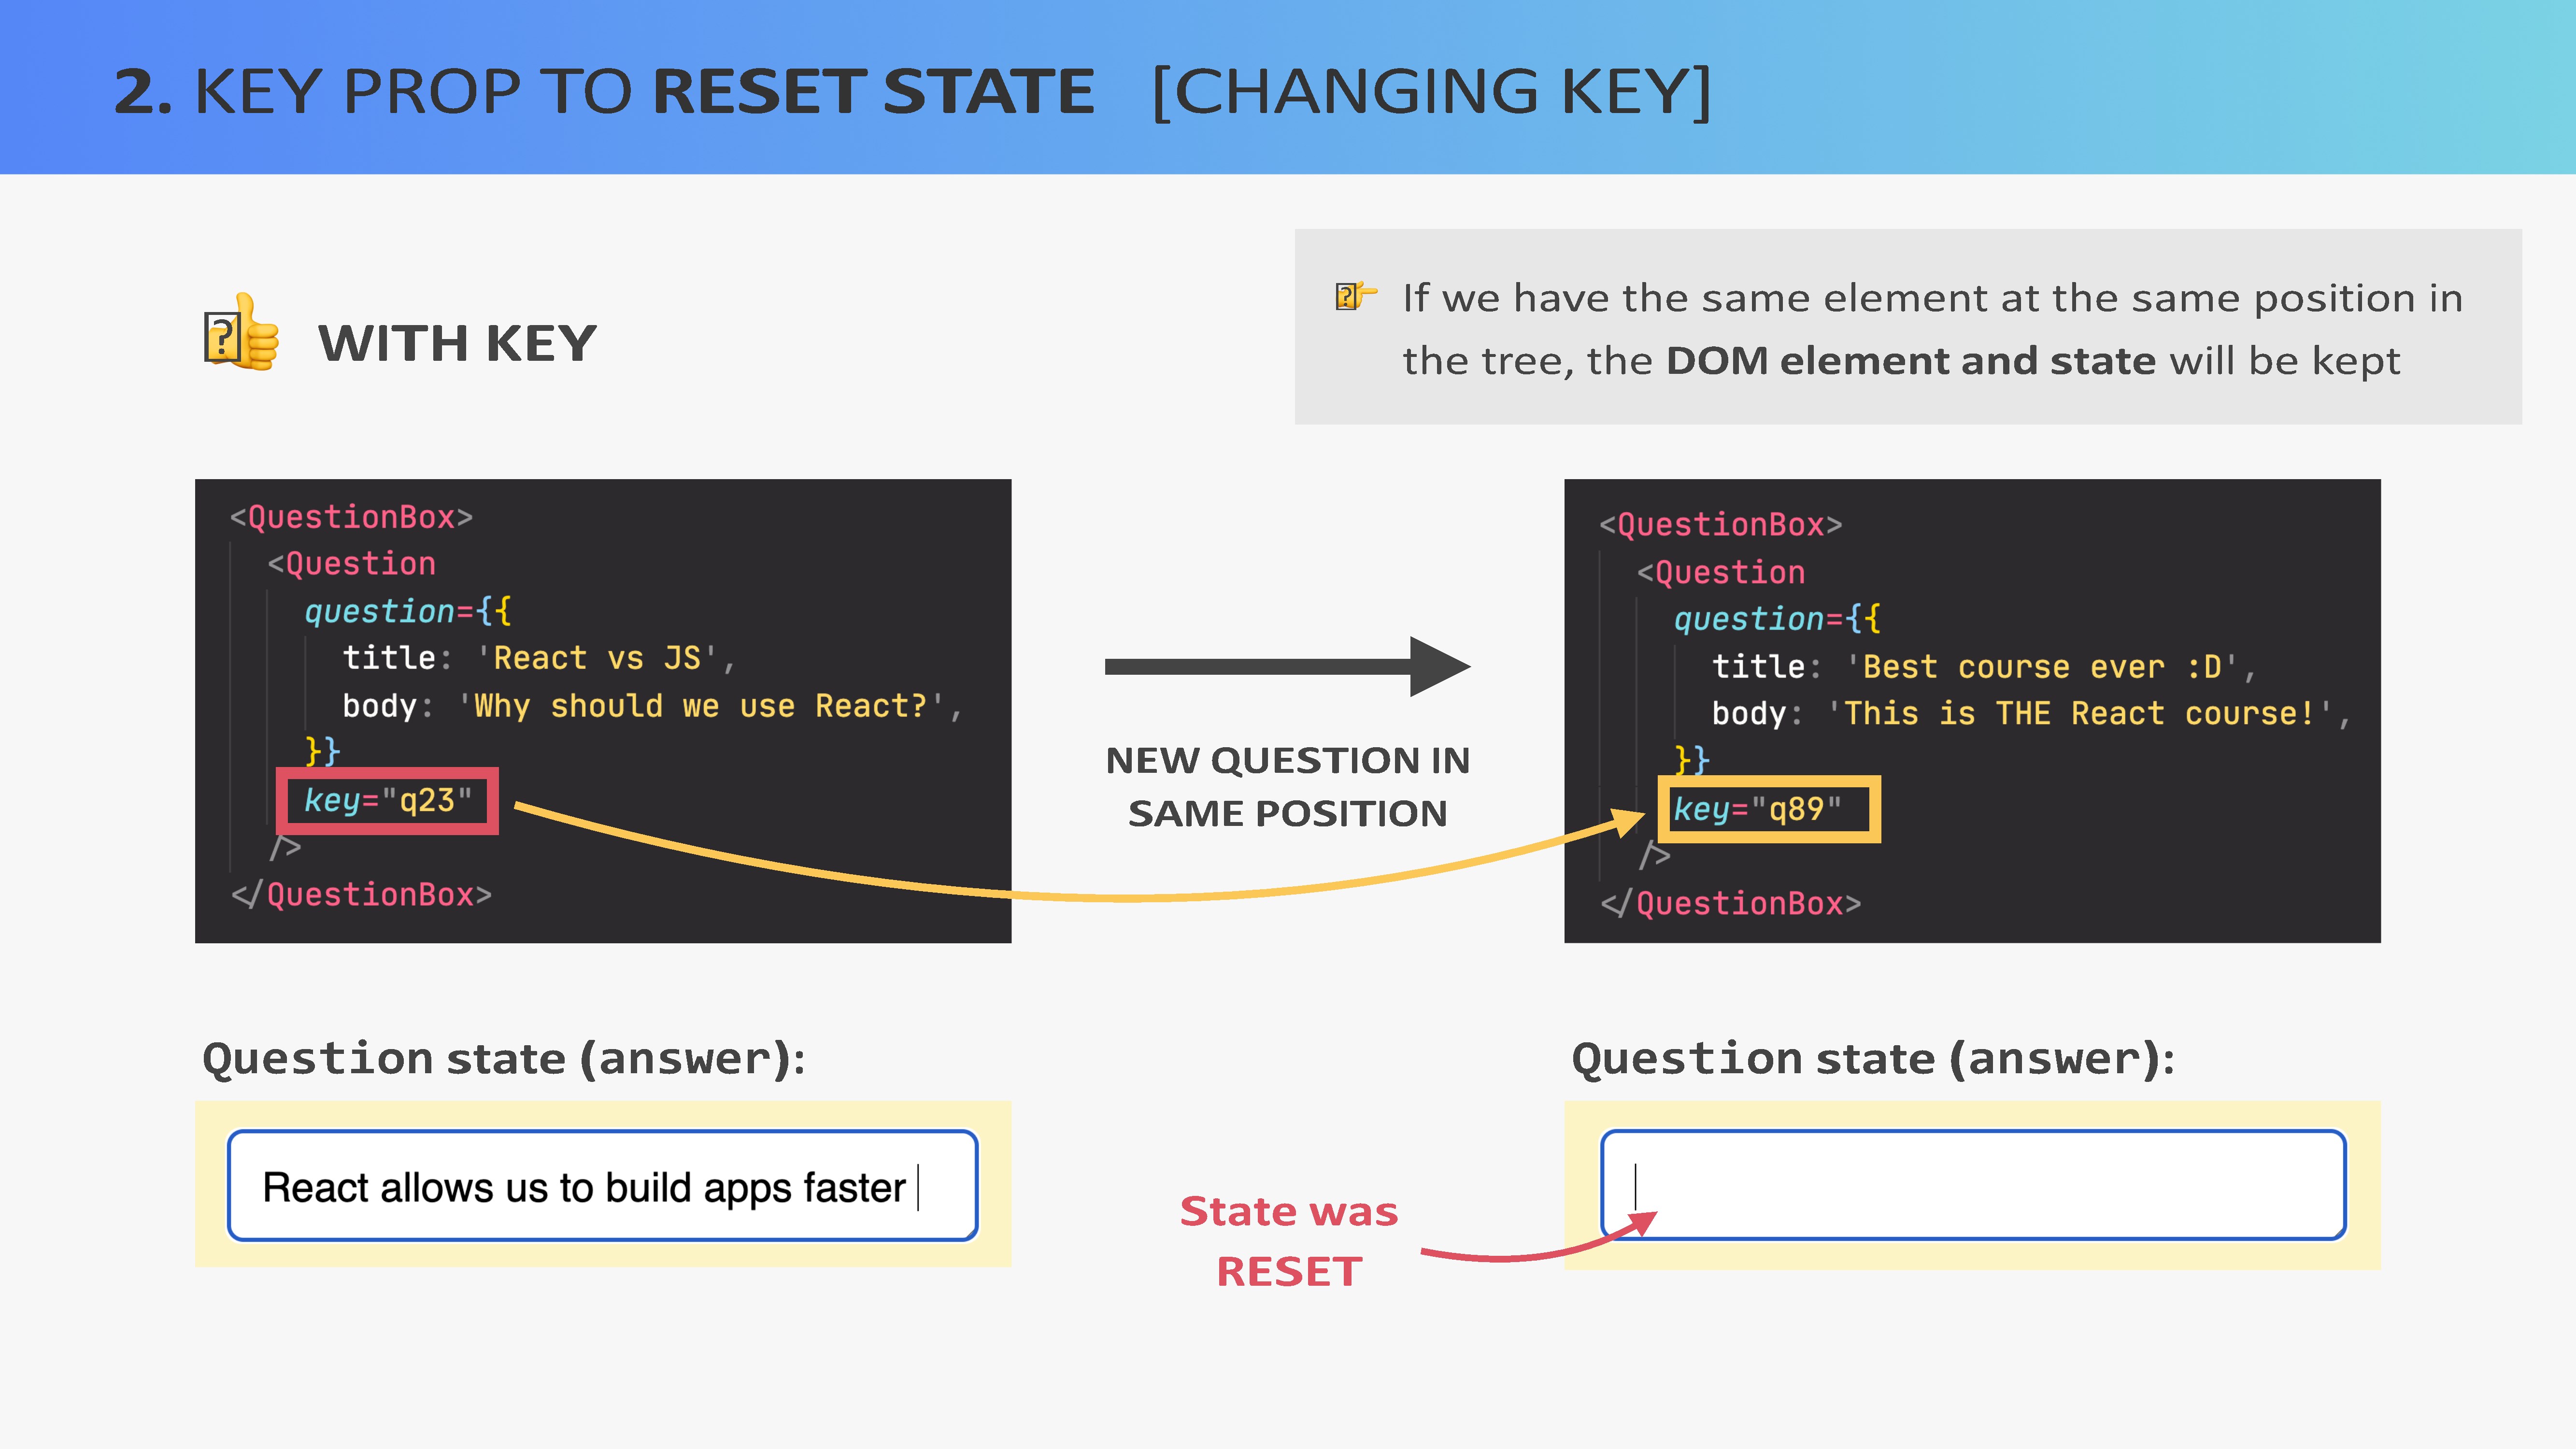 2. KEY PROP TO RESET STATE [CHANGING KEY]
WITH KEY
If we have the same element at the same position in
the tree, the DOM element and state will be kept
<QuestionBox>
<Question
question={{
title: 'React vs JS',
body: 'Why should we use React?',
}}
key="q23"
/>
</QuestionBox>
NEW QUESTION IN
SAME POSITION
<QuestionBox>
<Question
question={{
title: 'Best course ever :D',
body: 'This is THE React course!',
}}
key="q89"
/>
</QuestionBox>
Question state (answer):
React allows us to build apps faster
State was
RESET
Question state (answer):